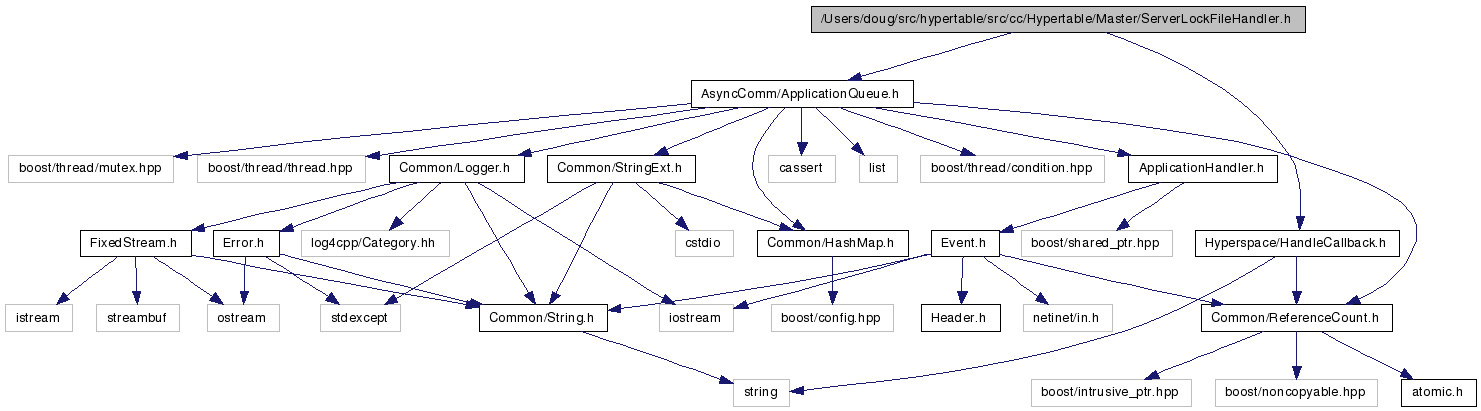 /Users/doug/src/hypertable/src/cc/Hypertable/Master/ServerLockFileHandler.h
AsyncComm/ApplicationQueue.h
boost/thread/mutex.hpp
boost/thread/thread.hpp
Common/Logger.h
Common/StringExt.h
cassert
list
boost/thread/condition.hpp
ApplicationHandler.h
FixedStream.h
Error.h
log4cpp/Category.hh
cstdio
Common/HashMap.h
Event.h
boost/shared_ptr.hpp
Hyperspace/HandleCallback.h
istream
streambuf
ostream
stdexcept
Common/String.h
iostream
boost/config.hpp
Header.h
netinet/in.h
Common/ReferenceCount.h
string
boost/intrusive_ptr.hpp
boost/noncopyable.hpp
atomic.h